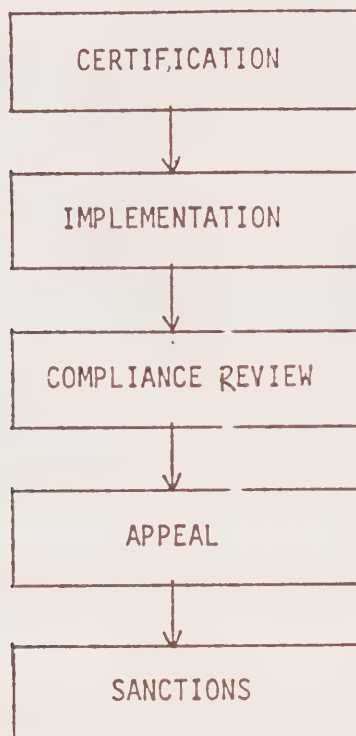 CERTIFICATION
IMPLEMENTATION
COMPLIANCE REVIEW
APPEAL
SANCTIONS